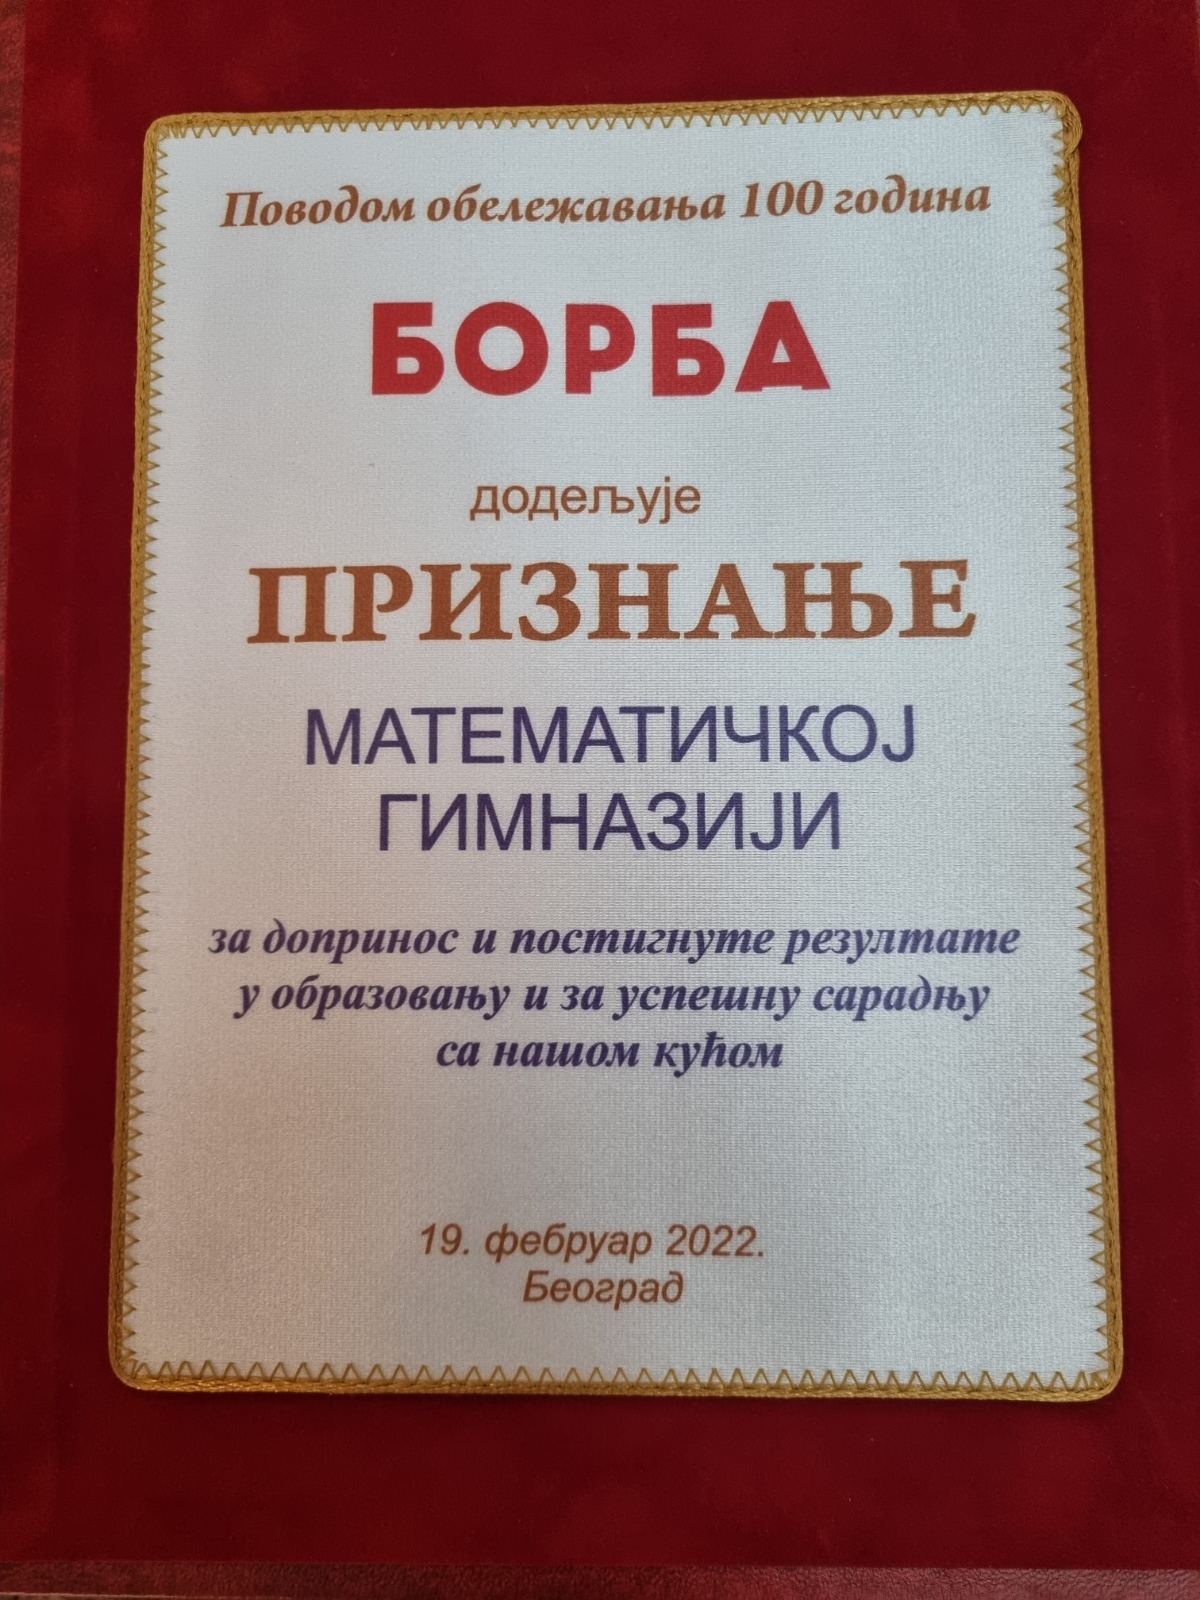 Поводом обележавања 100 година
БОРБА
додељује
ПРИЗНАЊЕ
МАТЕМАТИЧКОЈ
ГИМНАЗИЈИ
за допринос и постигнуте резултате
у образовању и за успешну сарадњу
са нашом кућом
19. фебруар 2022.
Београд